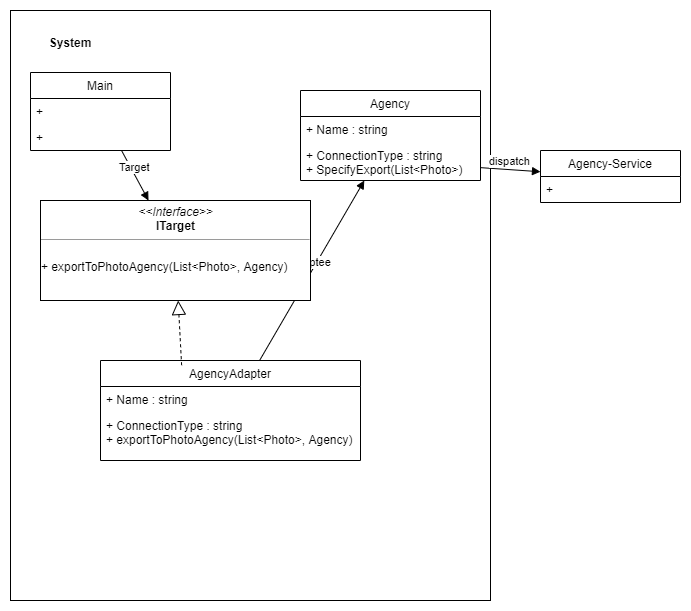 System
Main
+
+
Target
<<Interface>>
ITarget
+ exportToPhotoAgency(List<Photo>, Agency)
Agency
+ Name : string
+ ConnectionType : string
+ SpecifyExport(List<Photo>)
dispatch
Agency-Service
+
AgencyAdapter
+ Name : string
+ ConnectionType : string
+ exportToPhotoAgency(List<Photo>, Agency)